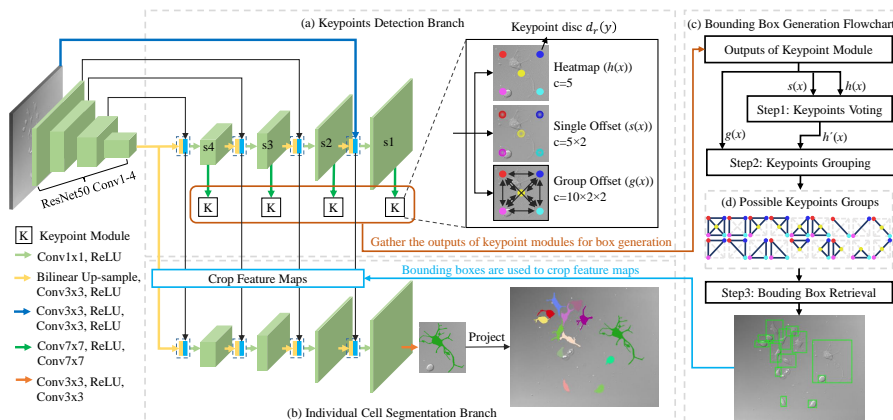 (a) Keypoints Detection Branch
ResNet50 Conv1-4
s4
s3
s2
s1
K
K
K
K
Keypoint disc d_r(y)
Heatmap (h(x))
c=5
Single Offset (s(x))
c=5×2
Group Offset (g(x))
c=10×2×2
Gather the outputs of keypoint modules for box generation
K
Keypoint Module
Conv1x1, ReLU
Bilinear Up-sample,
Conv3x3, ReLU
Conv3x3, ReLU,
Conv3x3, ReLU
Conv7x7, ReLU,
Conv7x7
Conv3x3, ReLU,
Conv3x3
Crop Feature Maps
Bounding boxes are used to crop feature maps
Project
(b) Individual Cell Segmentation Branch
(c) Bounding Box Generation Flowchart
Outputs of Keypoint Module
s(x)
h(x)
Step1: Keypoints Voting
g(x)
h´(x)
Step2: Keypoints Grouping
(d) Possible Keypoints Groups
Step3: Bouding Box Retrieval